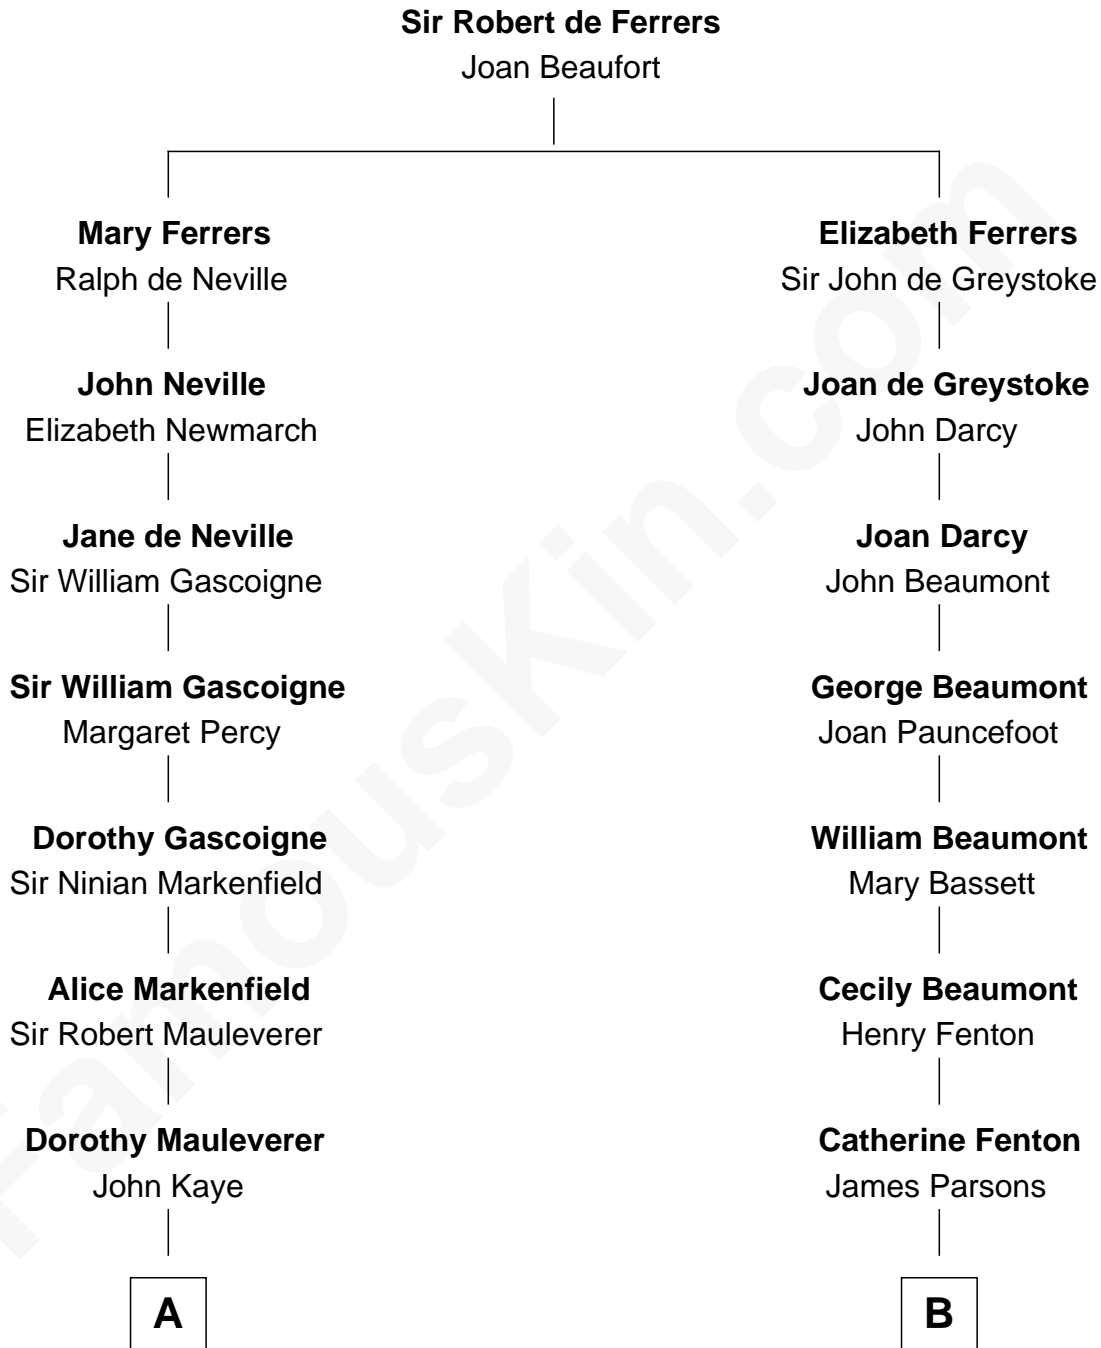 Sir Robert de Ferrers
Joan Beaufort
Mary Ferrers
Ralph de Neville
Elizabeth Ferrers
Sir John de Greystoke
John Neville
Elizabeth Newmarch
Joan de Greystoke
John Darcy
Jane de Neville
Sir William Gascoigne
Joan Darcy
John Beaumont
Sir William Gascoigne
Margaret Percy
George Beaumont
Joan Pauncefoot
Dorothy Gascoigne
Sir Ninian Markenfield
William Beaumont
Mary Bassett
Alice Markenfield
Sir Robert Mauleverer
Cecily Beaumont
Henry Fenton
Dorothy Mauleverer
John Kaye
Catherine Fenton
James Parsons
A
B
FamousKin.com